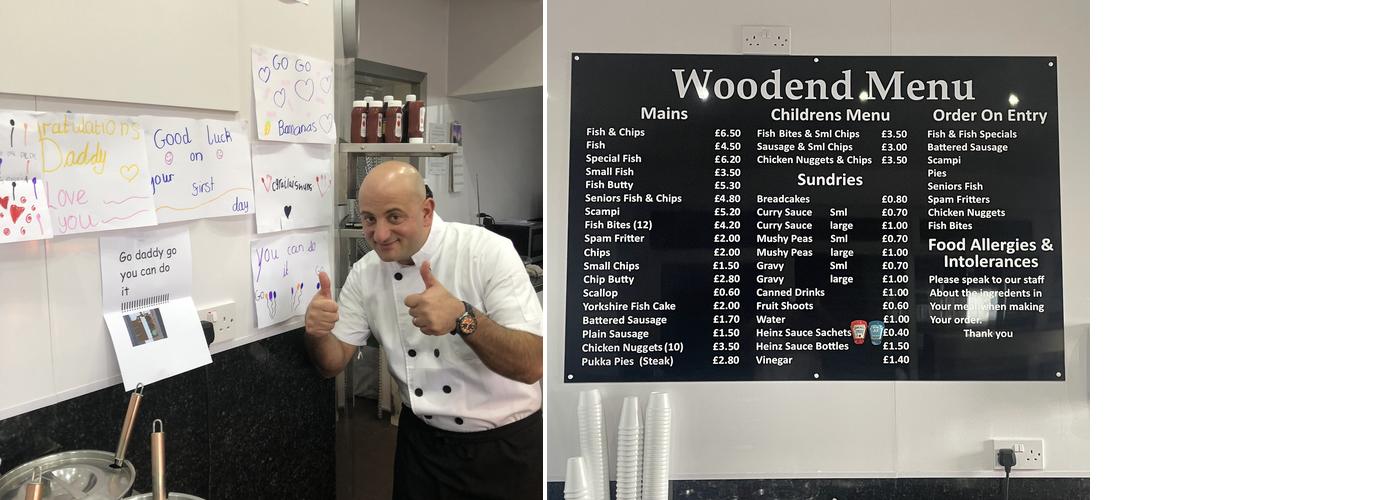 GO GO
Bananas
ratulations
Daddy
Love
you
Good luck
on
your first
day
you can do
it
Go daddy go
you can do
it
!!!!!!!!!!!!!!!!
Woodend Menu
Mains
Fish & Chips £6.50
Fish £4.50
Special Fish £6.20
Small Fish £3.50
Fish Butty £5.30
Seniors Fish & Chips £4.80
Scampi £5.20
Fish Bites (12) £4.20
Spam Fritter £2.00
Chips £2.00
Small Chips £1.50
Chip Butty £2.80
Scallop £0.60
Yorkshire Fish Cake £2.00
Battered Sausage £1.70
Plain Sausage £1.50
Chicken Nuggets (10) £3.50
Pukka Pies (Steak) £2.80
Childrens Menu
Fish Bites & Sml Chips £3.50
Sausage & Sml Chips £3.00
Chicken Nuggets & Chips £3.50
Sundries
Breadcakes £0.80
Curry Sauce Sml £0.70
Curry Sauce large £1.00
Mushy Peas Sml £0.70
Mushy Peas large £1.00
Gravy Sml £0.70
Gravy large £1.00
Canned Drinks £1.00
Fruit Shoots £0.60
Water £1.00
Heinz Sauce Sachets £0.40
Heinz Sauce Bottles £1.50
Vinegar £1.40
Order On Entry
Fish & Fish Specials
Battered Sausage
Scampi
Pies
Seniors Fish
Spam Fritters
Chicken Nuggets
Fish Bites
Food Allergies &
Intolerances
Please speak to our staff
About the ingredents in
Your meal when making
Your order.
Thank you